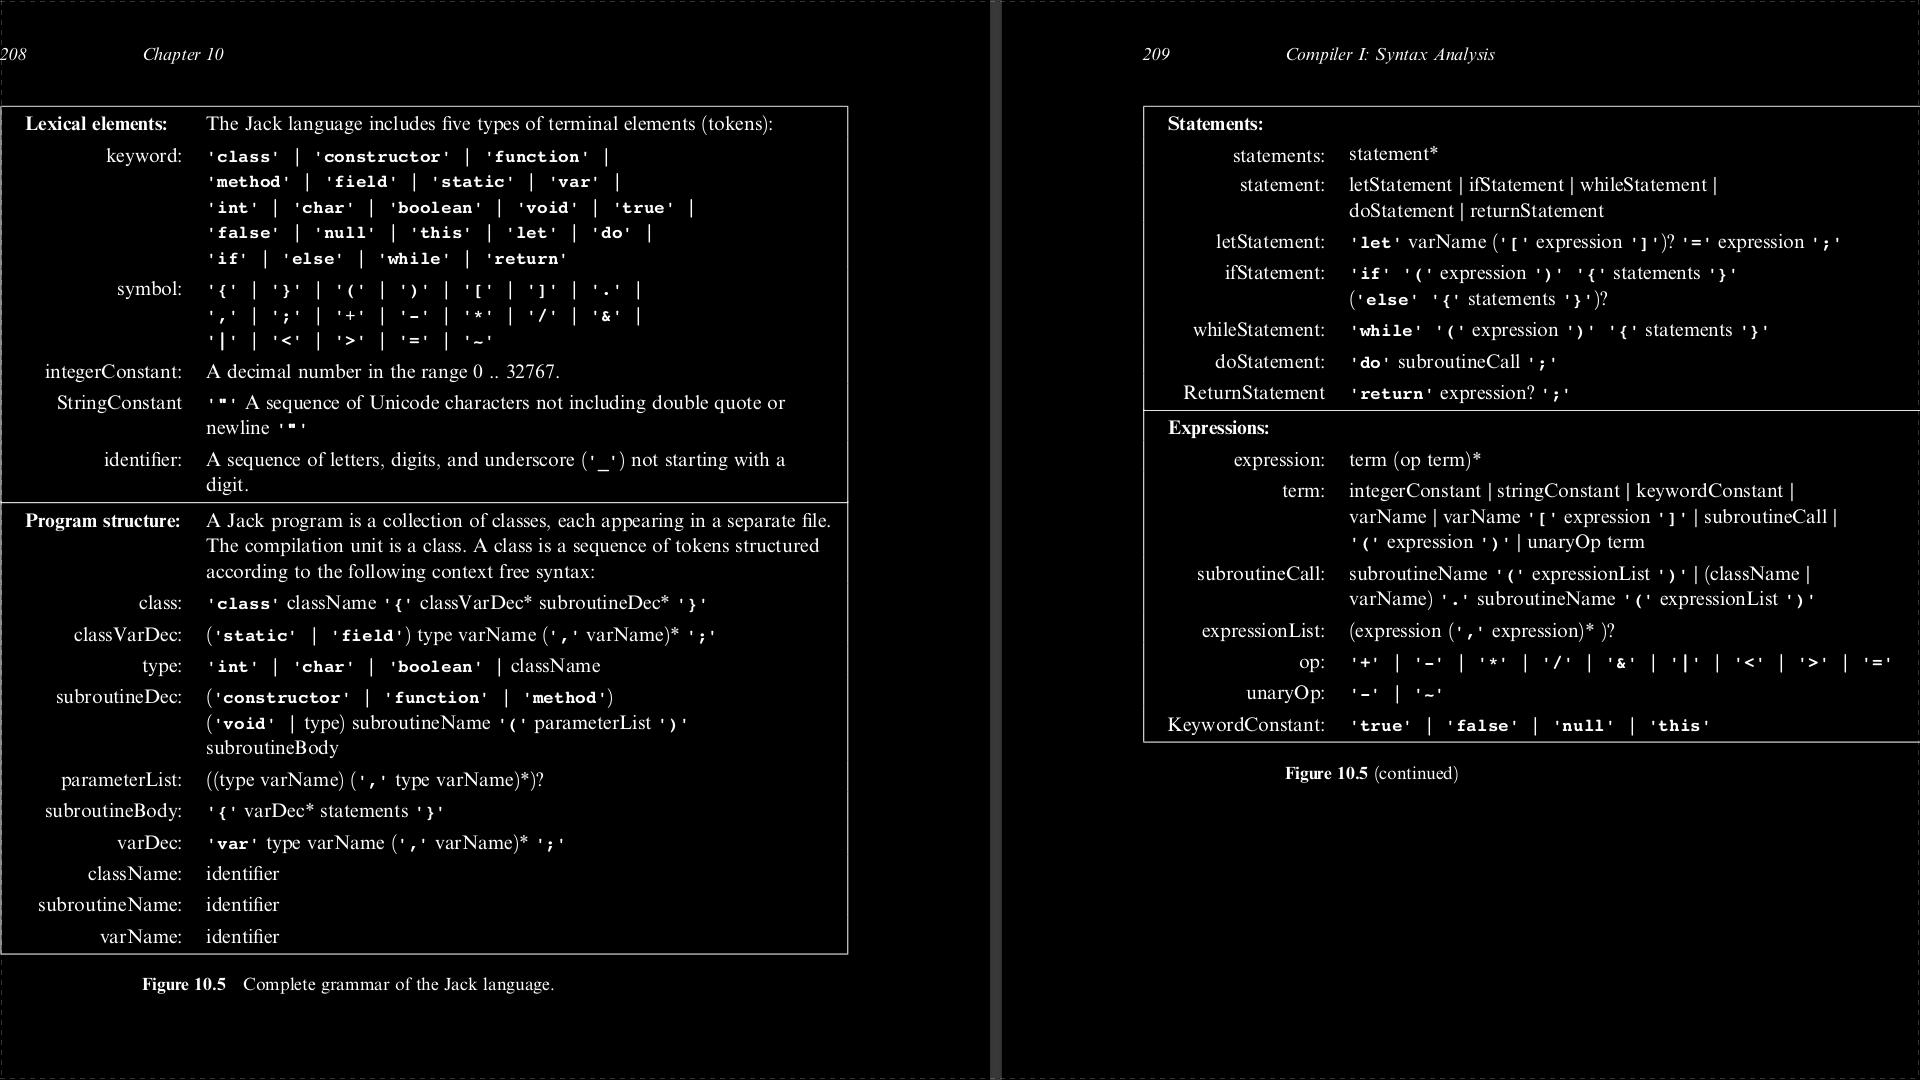 208 Chapter 10
Lexical elements: The Jack language includes five types of terminal elements (tokens):
keyword: 'class' | 'constructor' | 'function' |
'method' | 'field' | 'static' | 'var' |
'int' | 'char' | 'boolean' | 'void' | 'true' |
'false' | 'null' | 'this' | 'let' | 'do' |
'if' | 'else' | 'while' | 'return'
symbol: '{' | '}' | '(' | ')' | '[' | ']' | '.' |
',' | ';' | '+' | '-' | '*' | '/' | '&' |
'|' | '<' | '>' | '=' | '~'
integerConstant: A decimal number in the range 0 .. 32767.
StringConstant '"' A sequence of Unicode characters not including double quote or
newline '"'
identifier: A sequence of letters, digits, and underscore ('_') not starting with a
digit.
Program structure: A Jack program is a collection of classes, each appearing in a separate file.
The compilation unit is a class. A class is a sequence of tokens structured
according to the following context free syntax:
class: 'class' className '{' classVarDec* subroutineDec* '}'
classVarDec: ('static' | 'field') type varName (',' varName)* ';'
type: 'int' | 'char' | 'boolean' | className
subroutineDec: ('constructor' | 'function' | 'method')
('void' | type) subroutineName '(' parameterList ')'
subroutineBody
parameterList: ((type varName) (',' type varName)*)?
subroutineBody: '{' varDec* statements '}'
varDec: 'var' type varName (',' varName)* ';'
className: identifier
subroutineName: identifier
varName: identifier
Figure 10.5 Complete grammar of the Jack language.
209 Compiler I: Syntax Analysis
Statements:
statements: statement*
statement: letStatement | ifStatement | whileStatement |
doStatement | returnStatement
letStatement: 'let' varName ('[' expression ']')? '=' expression ';'
ifStatement: 'if' '(' expression ')' '{' statements '}'
('else' '{' statements '}')?
whileStatement: 'while' '(' expression ')' '{' statements '}'
doStatement: 'do' subroutineCall ';'
ReturnStatement 'return' expression? ';'
Expressions:
expression: term (op term)*
term: integerConstant | stringConstant | keywordConstant |
varName | varName '[' expression ']' | subroutineCall |
'(' expression ')' | unaryOp term
subroutineCall: subroutineName '(' expressionList ')' | (className |
varName) '.' subroutineName '(' expressionList ')'
expressionList: (expression (',' expression)* )?
op: '+' | '-' | '*' | '/' | '&' | '|' | '<' | '>' | '='
unaryOp: '-' | '~'
KeywordConstant: 'true' | 'false' | 'null' | 'this'
Figure 10.5 (continued)